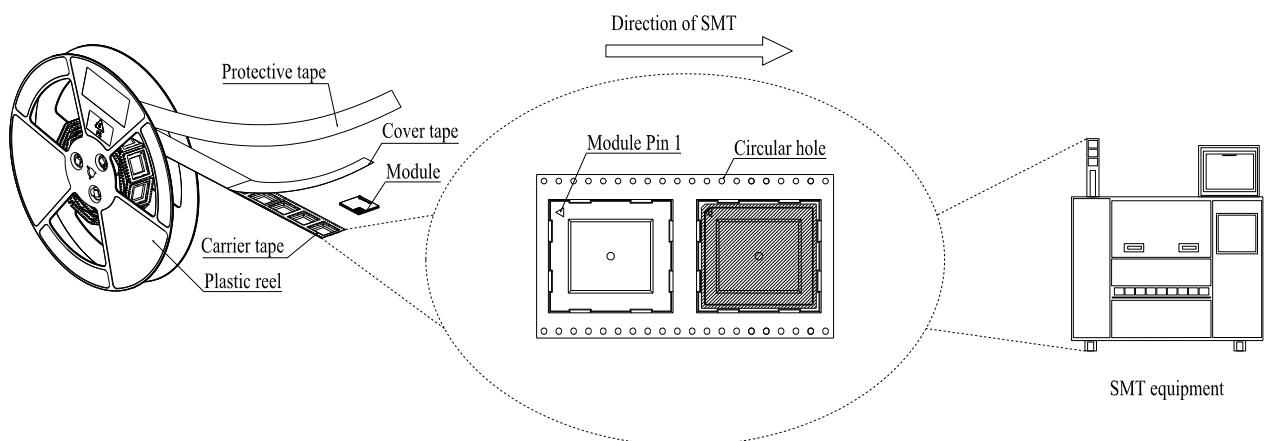 Direction of SMT
Protective tape
Cover tape
Module
Module Pin 1
Circular hole
Carrier tape
Plastic reel
SMT equipment